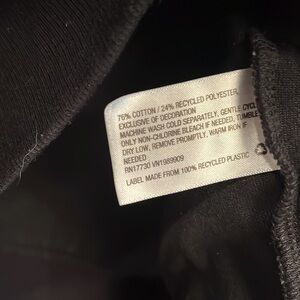 76% COTTON / 24% RECYCLED POLYESTER,
EXCLUSIVE OF DECORATION
MACHINE WASH COLD SEPARATELY, GENTLE CYCL
ONLY NON-CHLORINE BLEACH IF NEEDED, TUMBLE
DRY LOW, REMOVE PROMPTLY. WARM IRON IF
NEEDED
RN17730 VN1989909
LABEL MADE FROM 100% RECYCLED PLASTIC